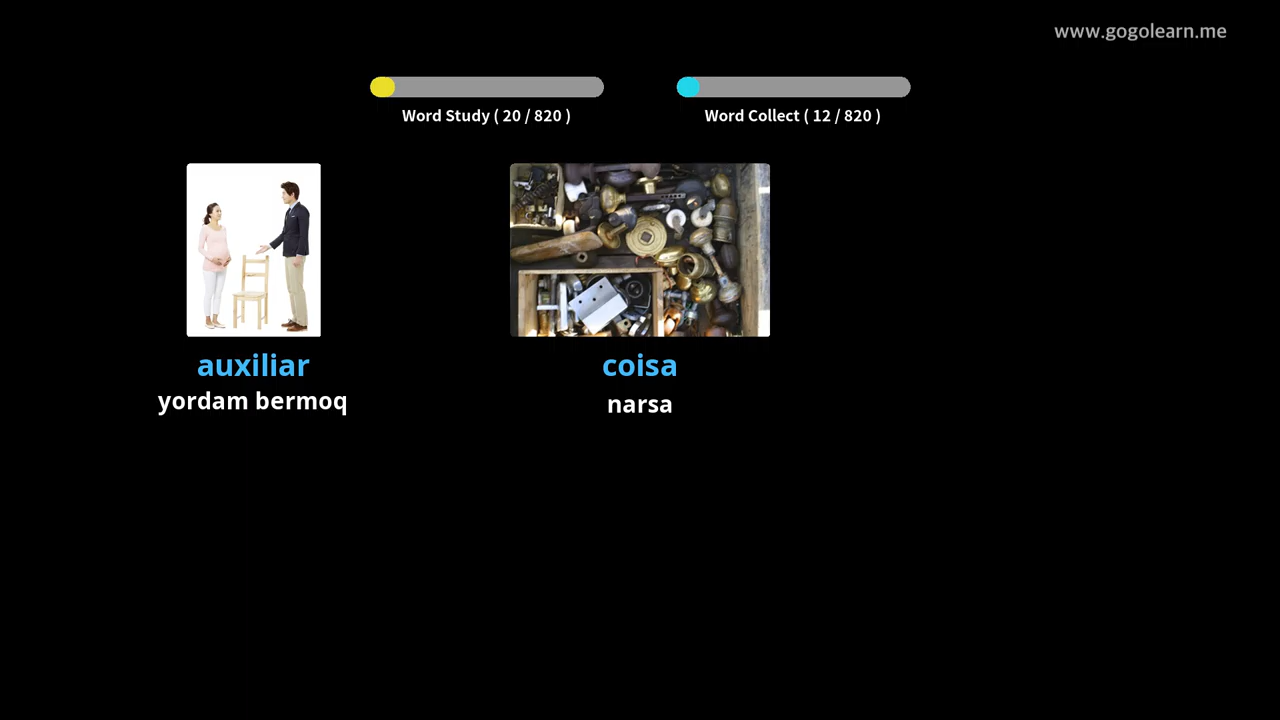 www.gogolearn.me
Word Study ( 20 / 820 )
Word Collect ( 12 / 820 )
auxiliar
yordam bermoq
coisa
narsa